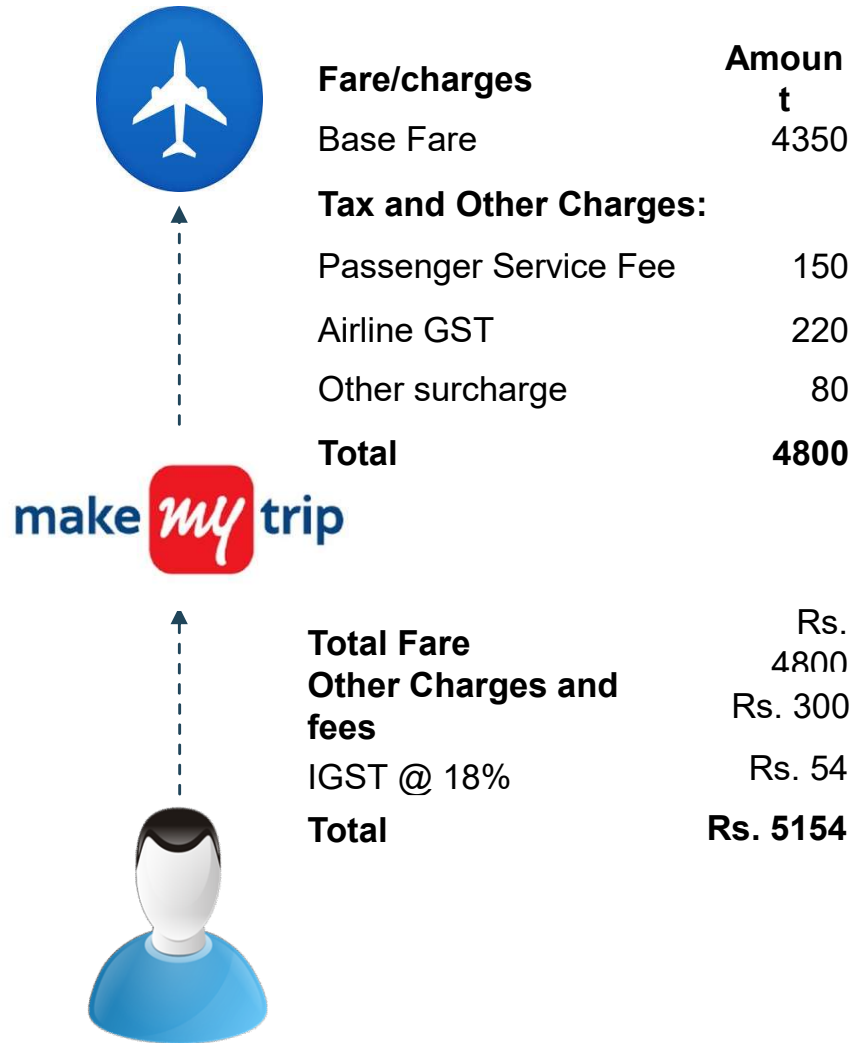 Fare/charges Amoun
t
Base Fare 4350
Tax and Other Charges:
Passenger Service Fee 150
Airline GST 220
Other surcharge 80
Total 4800
make my trip
Total Fare Rs.
4800
Other Charges and
fees Rs. 300
IGST @ 18% Rs. 54
Total Rs. 5154